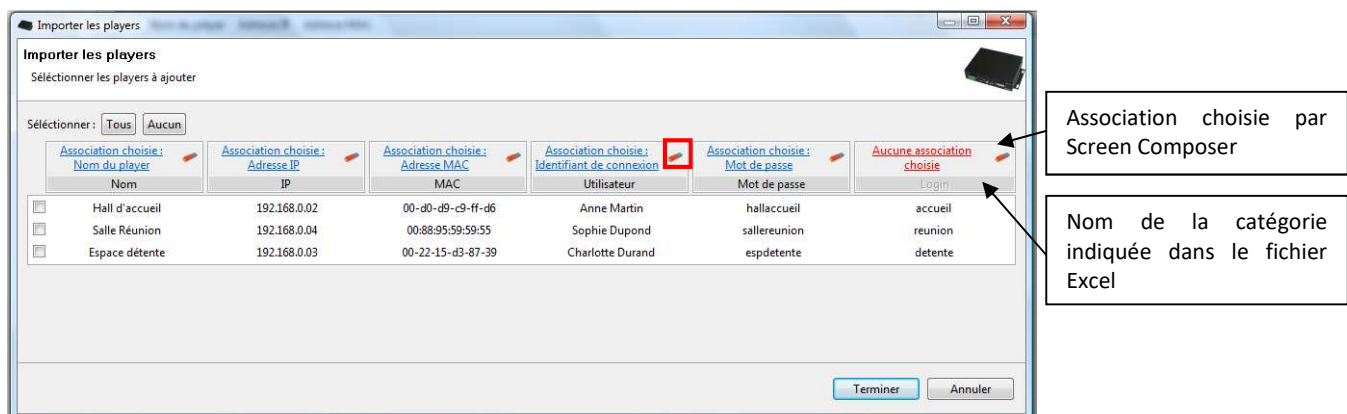 Importer les players
Importer les players
Séléctionner les players à ajouter
Séléctionner : Tous Aucun
Association choisie : Association choisie : Association choisie : Association choisie : Association choisie : Aucune association
Nom du player Adresse IP Adresse MAC Identifiant de connexion Mot de passe choisie
Nom IP MAC Utilisateur Mot de passe Login
Hall d'accueil 192.168.0.02 00-d0-d9-c9-ff-d6 Anne Martin hallaccueil accueil
Salle Réunion 192.168.0.04 00:88:95:59:59:55 Sophie Dupond sallereunion reunion
Espace détente 192.168.0.03 00-22-15-d3-87-39 Charlotte Durand espdetente detente
Terminer Annuler
Association choisie par
Screen Composer
Nom de la catégorie
indiquée dans le fichier
Excel